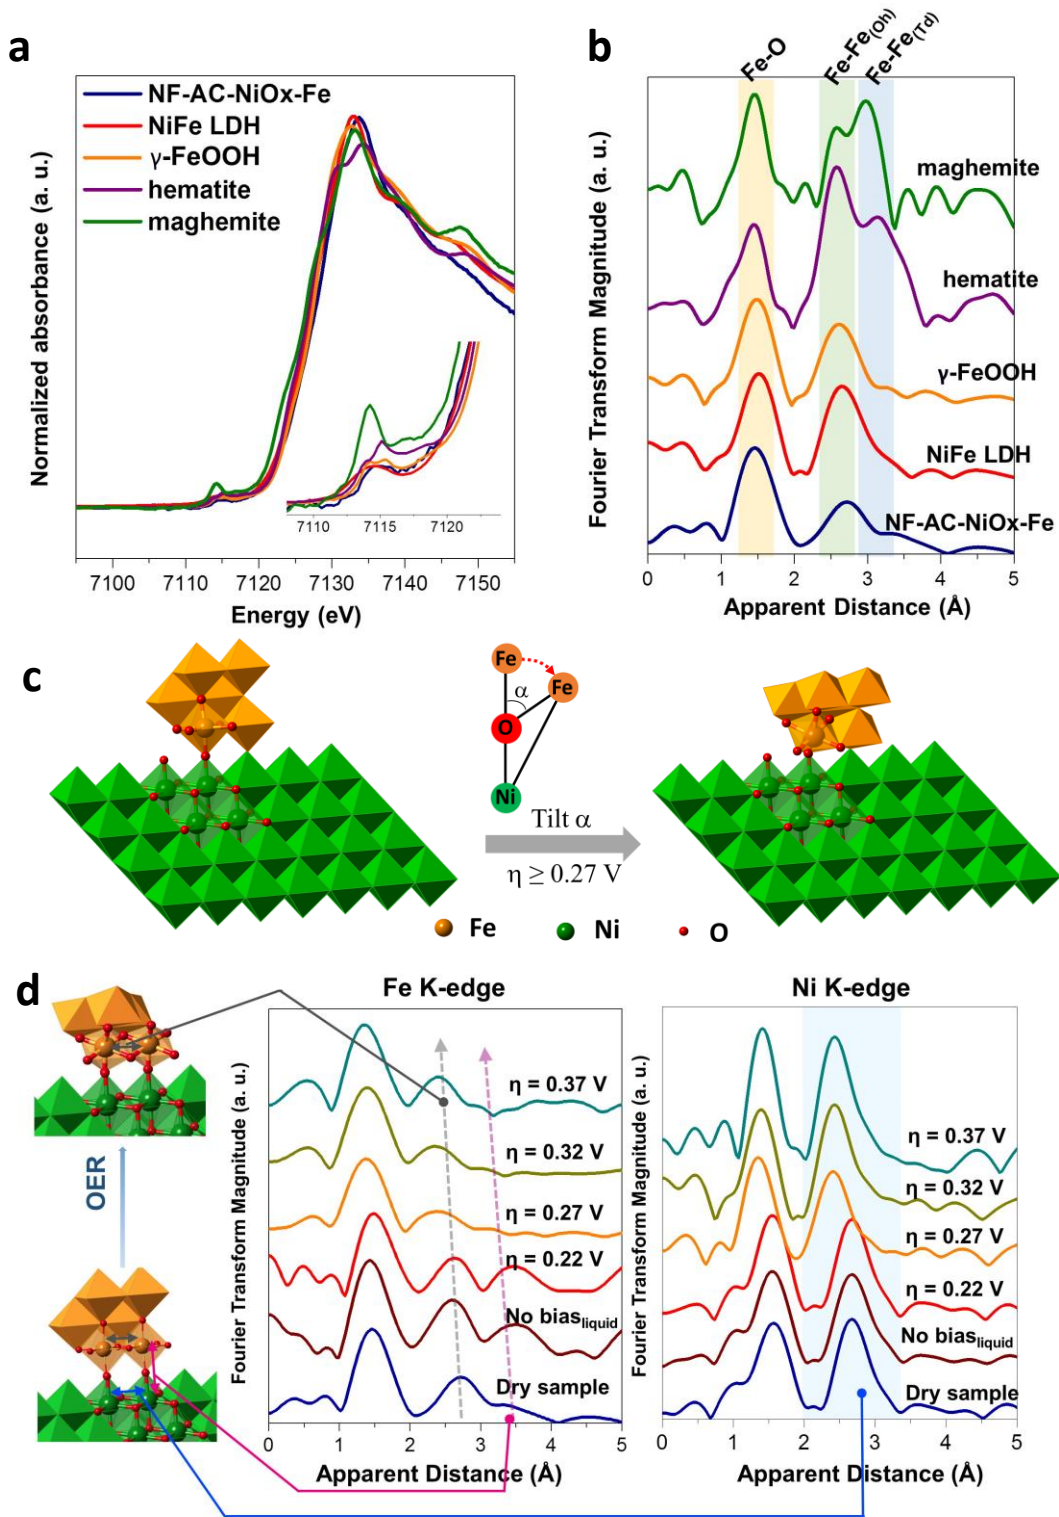 a
NF-AC-NiOx-Fe
NiFe LDH
γ-FeOOH
hematite
maghemite
Normalized absorbance (a. u.)
7110 7115 7120
7100 7110 7120 7130 7140 7150
Energy (eV)
b
Fe-O
Fe-Fe(Oh)
Fe-Fe(Td)
maghemite
hematite
γ-FeOOH
NiFe LDH
NF-AC-NiOx-Fe
Fourier Transform Magnitude (a. u.)
0 1 2 3 4 5
Apparent Distance (Å)
c
Fe
Fe
α
O
Ni
Tilt α
η ≥ 0.27 V
Fe Ni O
d
OER
Fe K-edge
η = 0.37 V
η = 0.32 V
η = 0.27 V
η = 0.22 V
No biasliquid
Dry sample
Fourier Transform Magnitude (a. u.)
0 1 2 3 4 5
Apparent Distance (Å)
Ni K-edge
η = 0.37 V
η = 0.32 V
η = 0.27 V
η = 0.22 V
No biasliquid
Dry sample
Fourier Transform Magnitude (a. u.)
0 1 2 3 4 5
Apparent Distance (Å)